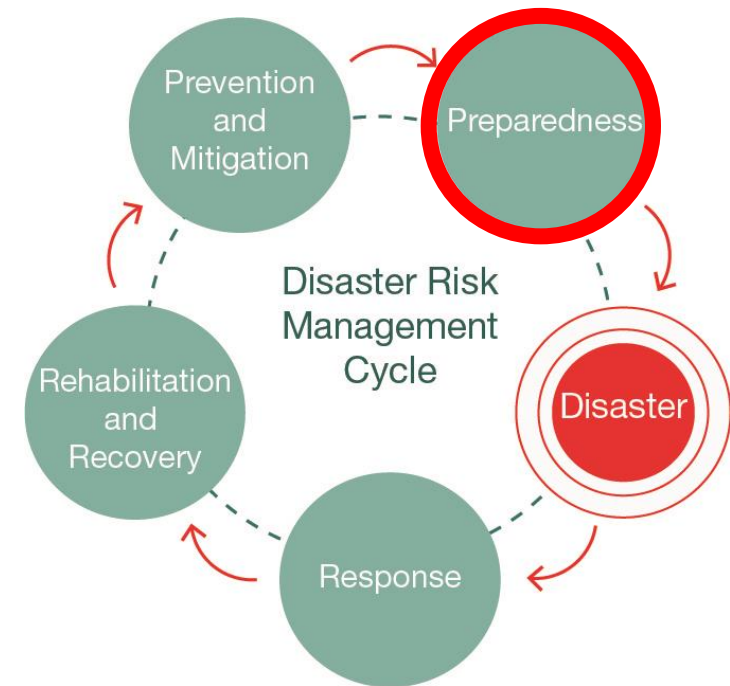 Prevention
and
Mitigation
Preparedness
Disaster Risk
Management
Cycle
Disaster
Response
Rehabilitation
and
Recovery